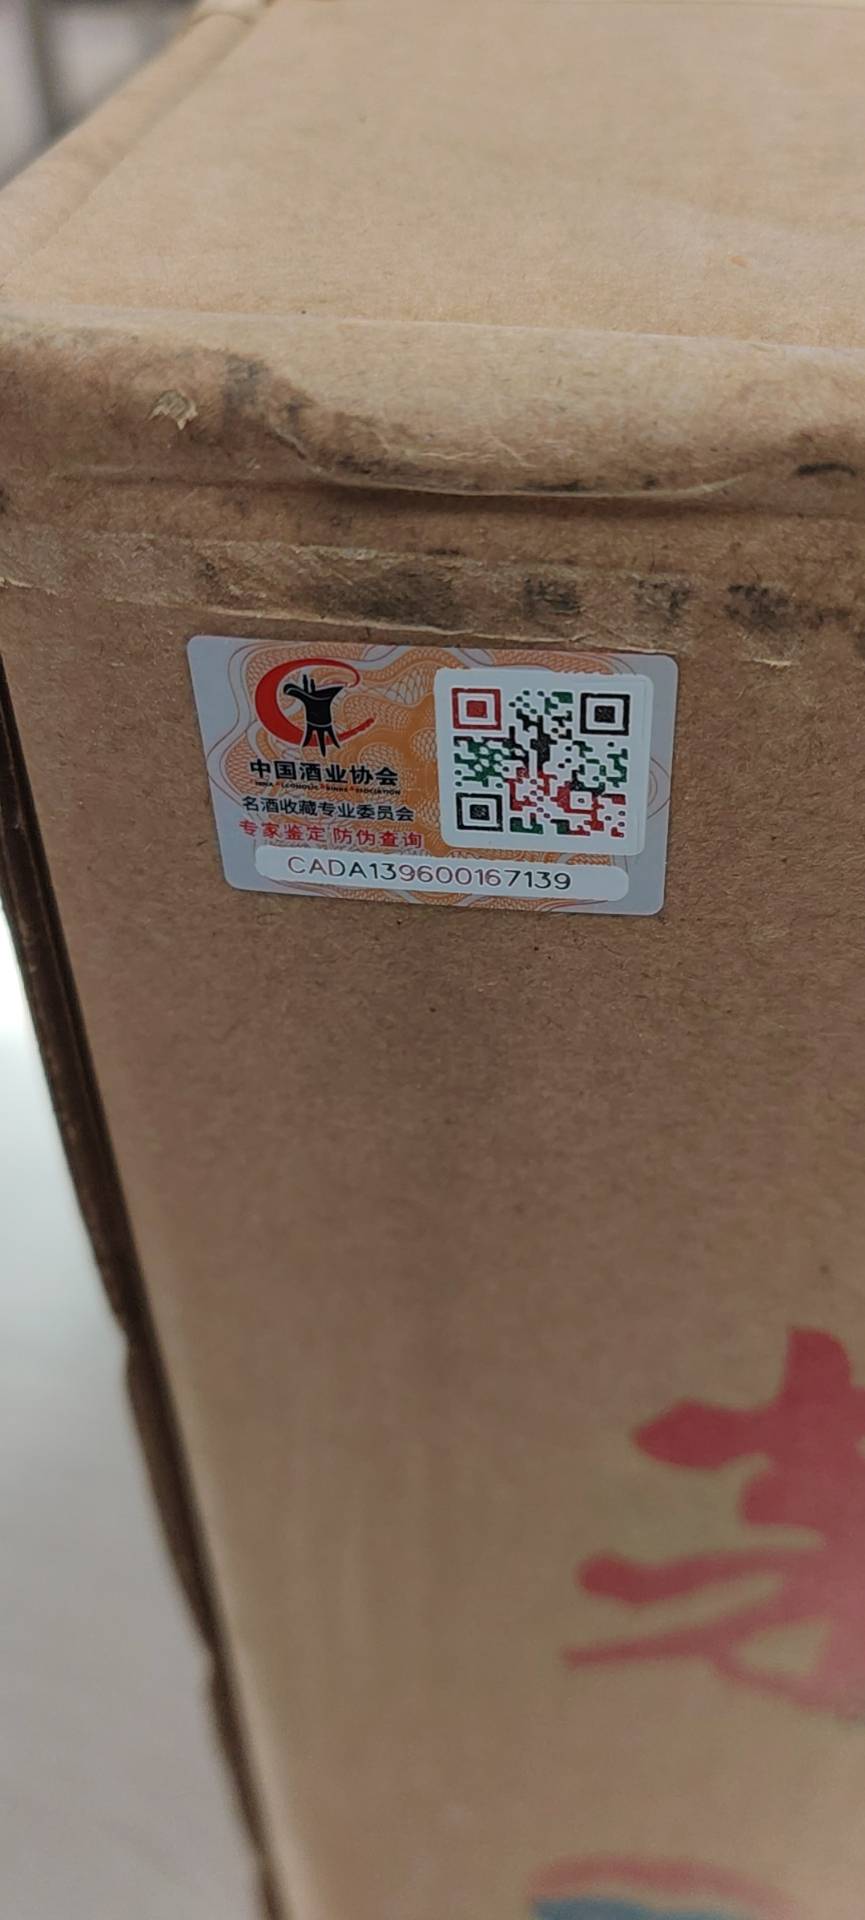 中国酒业协会
名酒收藏专业委员会
专家鉴定 防伪查询
CADA139600167139